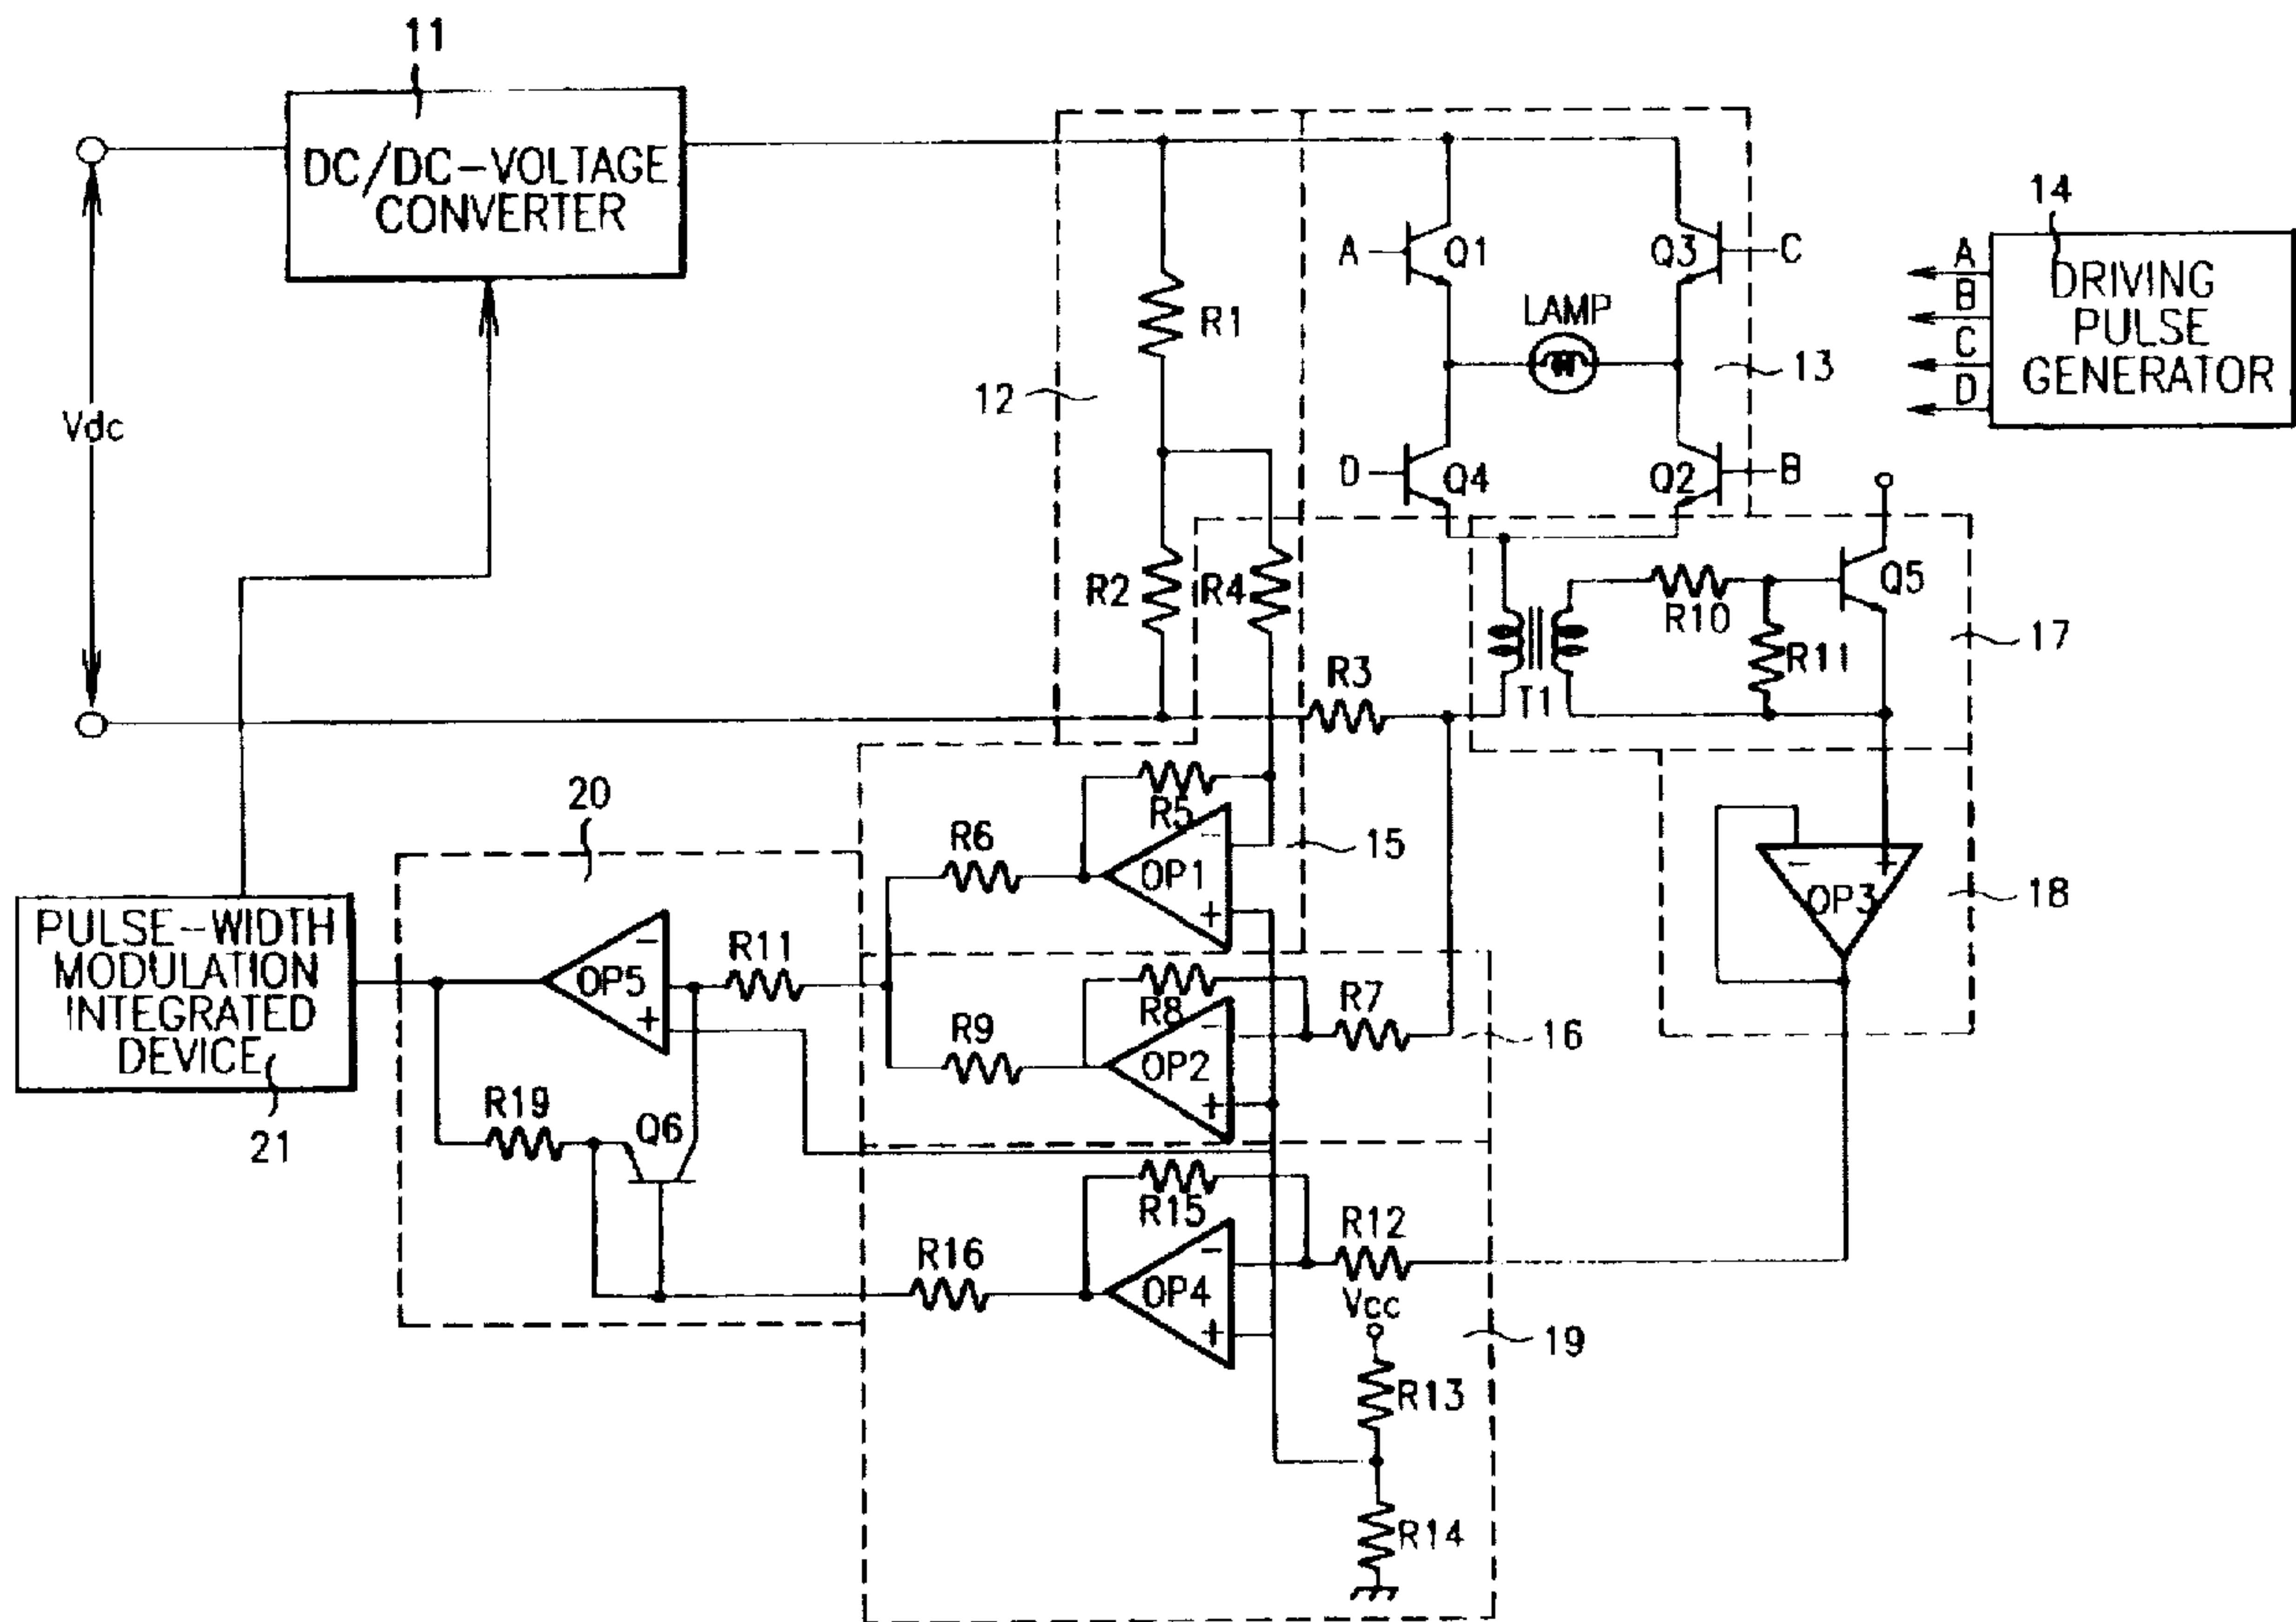 11
DC/DC-VOLTAGE
CONVERTER
Vdc
12
R1
R2
R4
R3
A
Q1
Q3
C
LAMP
13
D
Q4
Q2
B
14
DRIVING
PULSE
GENERATOR
A
B
C
D
T1
R10
R11
Q5
17
20
R5
R6
-
OP1
+
15
-
OP3
+
18
PULSE-WIDTH
MODULATION
INTEGRATED
DEVICE
21
-
OP5
+
R11
R8
R7
R9
-
OP2
+
16
R19
Q6
R15
R12
R16
-
OP4
+
Vcc
R13
19
R14